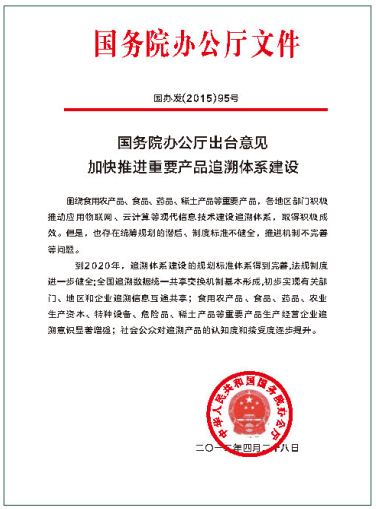 国务院办公厅文件
国办发(2015)95号
国务院办公厅出台意见
加快推进重要产品追溯体系建设
围绕食用农产品、食品、药品、稀土产品等重要产品，各地区部门积极
推动应用物联网、云计算等现代信息技术建设追溯体系，取得积极成
效。但是，也存在统筹规划的滞后、制度标准不健全，推进机制不完善
等问题。
到2020年，追溯体系建设的规划标准体系得到完善,法规制度
进一步健全;全国追溯数据统一共享交换机制基本形成,初步实现有关部
门、地区和企业追溯信息互通共享；食用农产品、食品、药品、农业
生产资本、特种设备、危险品、稀土产品等重要产品生产经营企业追
溯意识显著增强；社会公众对追溯产品的认知度和接受度逐步提升。
中华人民共和国国务院办公厅
二〇一二年四月二十八日